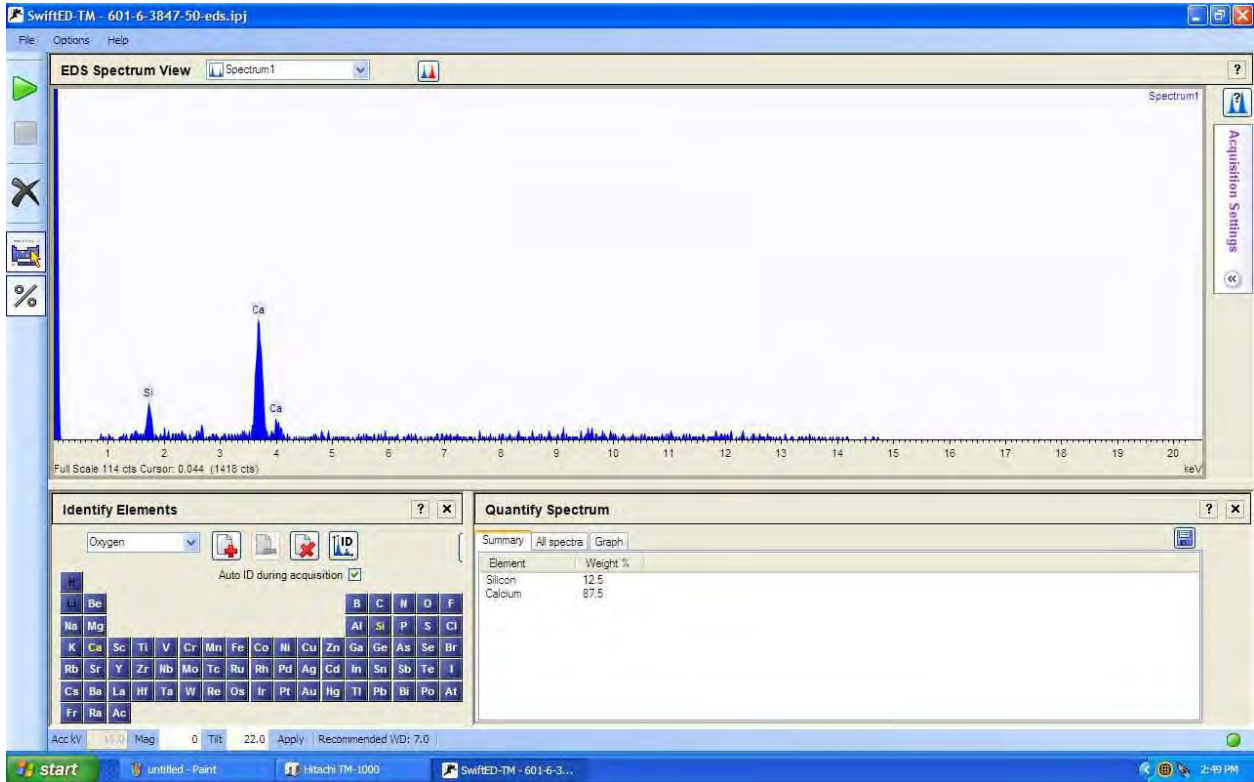 SwiftED-TM - 601-6-3847-50-eds.ipj
File Options Help
EDS Spectrum View Spectrum1 ?
Spectrum1
Acquisition Settings
Ca
Si
Ca
1 2 3 4 5 6 7 8 9 10 11 12 13 14 15 16 17 18 19 20
Full Scale 114 cts Cursor: 0.044 (1418 cts) keV
Identify Elements ?
Oxygen ID
Auto ID during acquisition
H
Li Be B C N O F
Na Mg Al Si P S Cl
K Ca Sc Ti V Cr Mn Fe Co Ni Cu Zn Ga Ge As Se Br
Rb Sr Y Zr Nb Mo Tc Ru Rh Pd Ag Cd In Sn Sb Te I
Cs Ba La Hf Ta W Re Os Ir Pt Au Hg Tl Pb Bi Po At
Fr Ra Ac
Quantify Spectrum ?
Summary All spectra Graph
Element Weight %
Silicon 12.5
Calcium 87.5
Acc kV 15.0 Mag 0 Tilt 22.0 Apply Recommended WD: 7.0
start untitled - Paint Hitachi TM-1000 SwiftED-TM - 601-6-3... 2:49 PM